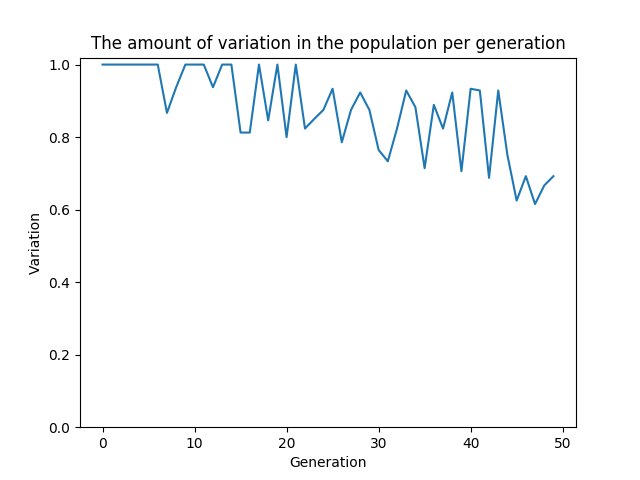 The amount of variation in the population per generation
1.0
0.8
0.6
0.4
0.2
0.0
Variation
0 10 20 30 40 50
Generation